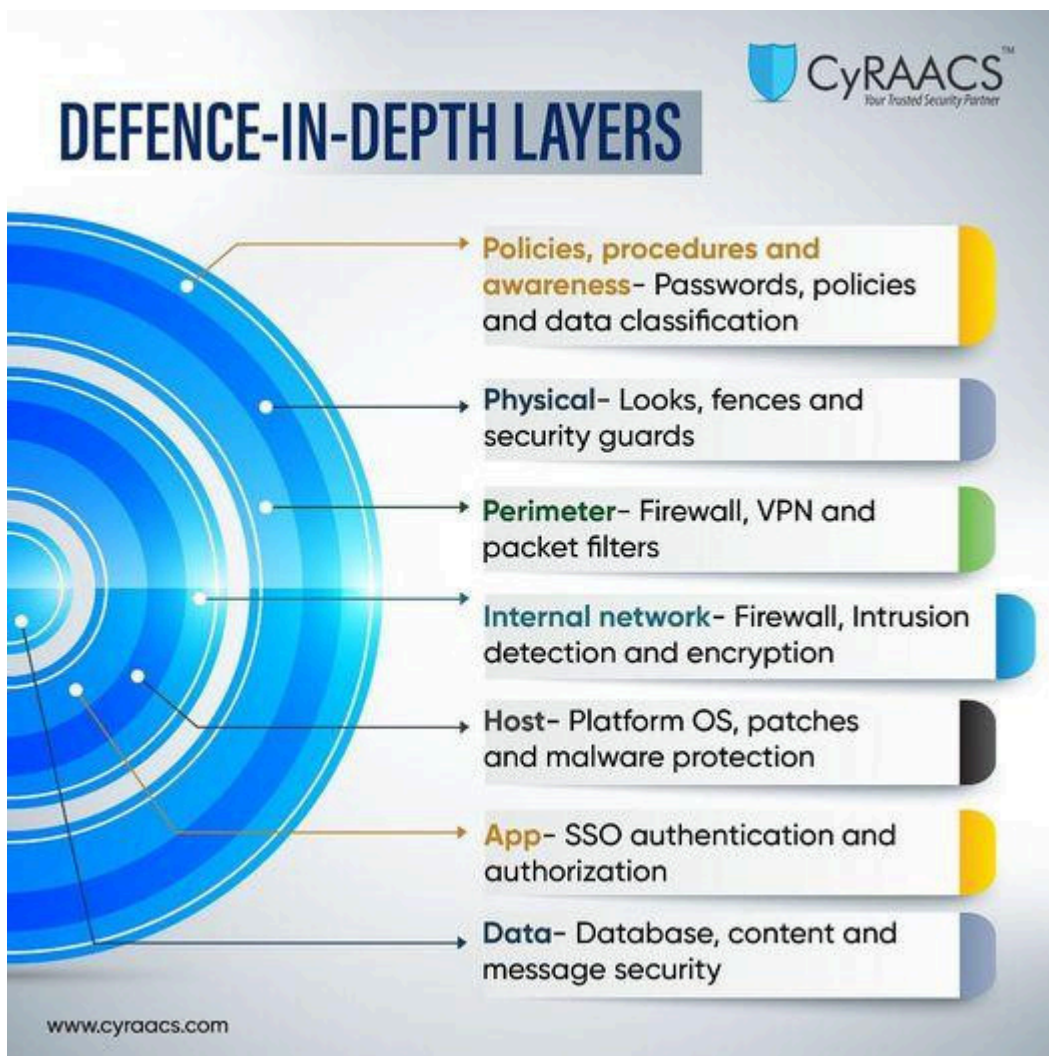 CyRAACS™
Your Trusted Security Partner
DEFENCE-IN-DEPTH LAYERS
Policies, procedures and
awareness- Passwords, policies
and data classification
Physical- Looks, fences and
security guards
Perimeter- Firewall, VPN and
packet filters
Internal network- Firewall, Intrusion
detection and encryption
Host- Platform OS, patches
and malware protection
App- SSO authentication and
authorization
Data- Database, content and
message security
www.cyraacs.com